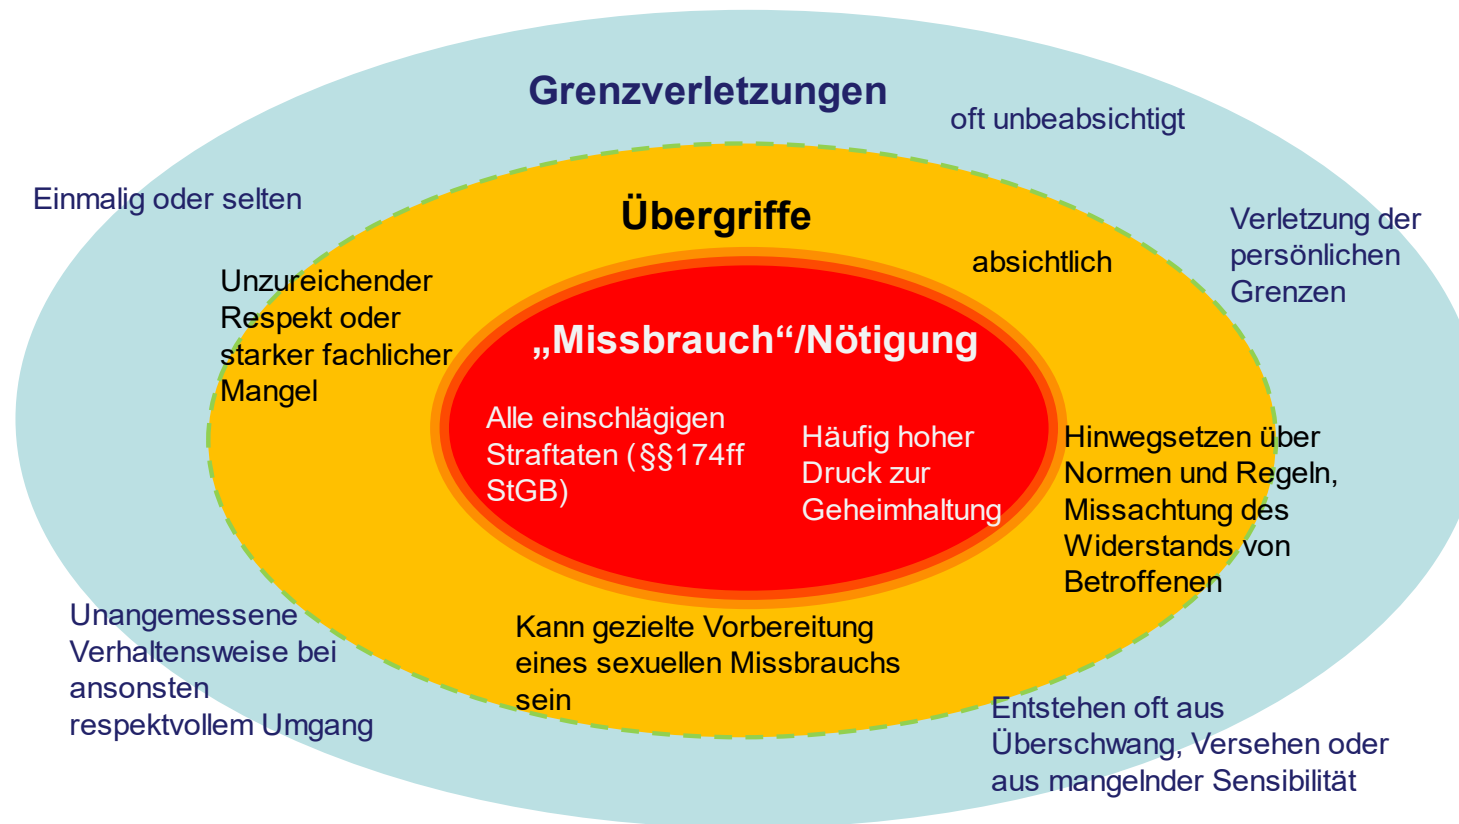 Grenzverletzungen
oft unbeabsichtigt
Einmalig oder selten
Verletzung der
persönlichen
Grenzen
Übergriffe
absichtlich
Unzureichender
Respekt oder
starker fachlicher
Mangel
„Missbrauch“/Nötigung
Alle einschlägigen
Straftaten (§§174ff
StGB)
Häufig hoher
Druck zur
Geheimhaltung
Hinwegsetzen über
Normen und Regeln,
Missachtung des
Widerstands von
Betroffenen
Unangemessene
Verhaltensweise bei
ansonsten
respektvollem Umgang
Kann gezielte Vorbereitung
eines sexuellen Missbrauchs
sein
Entstehen oft aus
Überschwang, Versehen oder
aus mangelnder Sensibilität